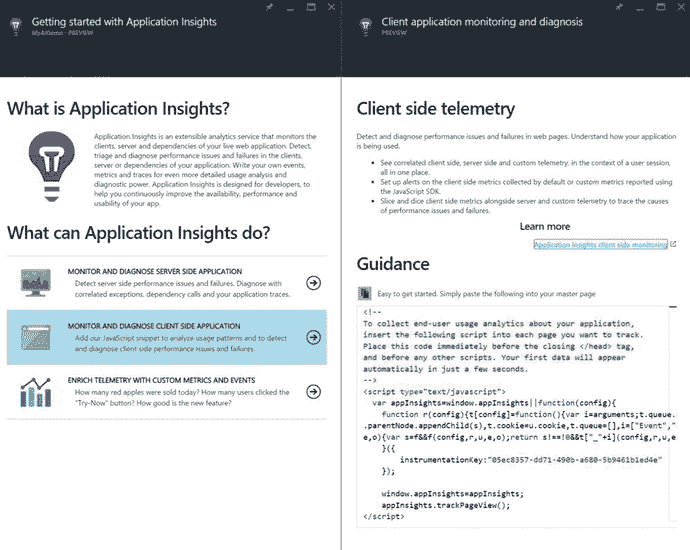 Getting started with Application Insights
MyAIDemo - PREVIEW
What is Application Insights?
Application Insights is an extensible analytics service that monitors the
clients, server and dependencies of your live web application. Detect,
triage and diagnose performance issues and failures in the clients,
server or dependencies of your application. Write your own events,
metrics and traces for even more detailed usage analysis and
diagnostic power. Application Insights is designed for developers, to
help you continuously improve the availability, performance and
usability of your app.
What can Application Insights do?
MONITOR AND DIAGNOSE SERVER SIDE APPLICATION
Detect server side performance issues and failures. Diagnose with
correlated exceptions, dependency calls and your application traces.
MONITOR AND DIAGNOSE CLIENT SIDE APPLICATION
Add our JavaScript snippet to analyze usage patterns and to detect
and diagnose client side performance issues and failures.
ENRICH TELEMETRY WITH CUSTOM METRICS AND EVENTS
How many red apples were sold today? How many users clicked the
"Try-Now" button? How good is the new feature?
Client application monitoring and diagnosis
PREVIEW
Client side telemetry
Detect and diagnose performance issues and failures in web pages. Understand how your application
is being used.
• See correlated client side, server side and custom telemetry, in the context of a user session,
all in one place.
• Set up alerts on the client side metrics collected by default or custom metrics reported using
the JavaScript SDK.
• Slice and dice client side metrics alongside server and custom telemetry to trace the causes
of performance issues and failures.
Learn more
Application Insights client side monitoring
Guidance
Easy to get started. Simply paste the following into your master page
<!--
To collect end-user usage analytics about your application,
insert the following script into each page you want to track.
Place this code immediately before the closing </head> tag,
and before any other scripts. Your first data will appear
automatically in just a few seconds.
-->
<script type="text/javascript">
var appInsights=window.appInsights||function(config){
function r(config){t[config]=function(){var i=arguments;t.queue.
.parentNode.appendChild(s),t.cookie=u.cookie,t.queue=[],i=["Event","
e,o){var s=f&&f(config,r,u,e,o);return s!==!0&&t["_"+i](config,r,u,e
}({
instrumentationKey:"05ec8357-dd71-490b-a680-5b9461b1ed4e"
});
window.appInsights=appInsights;
appInsights.trackPageView();
</script>